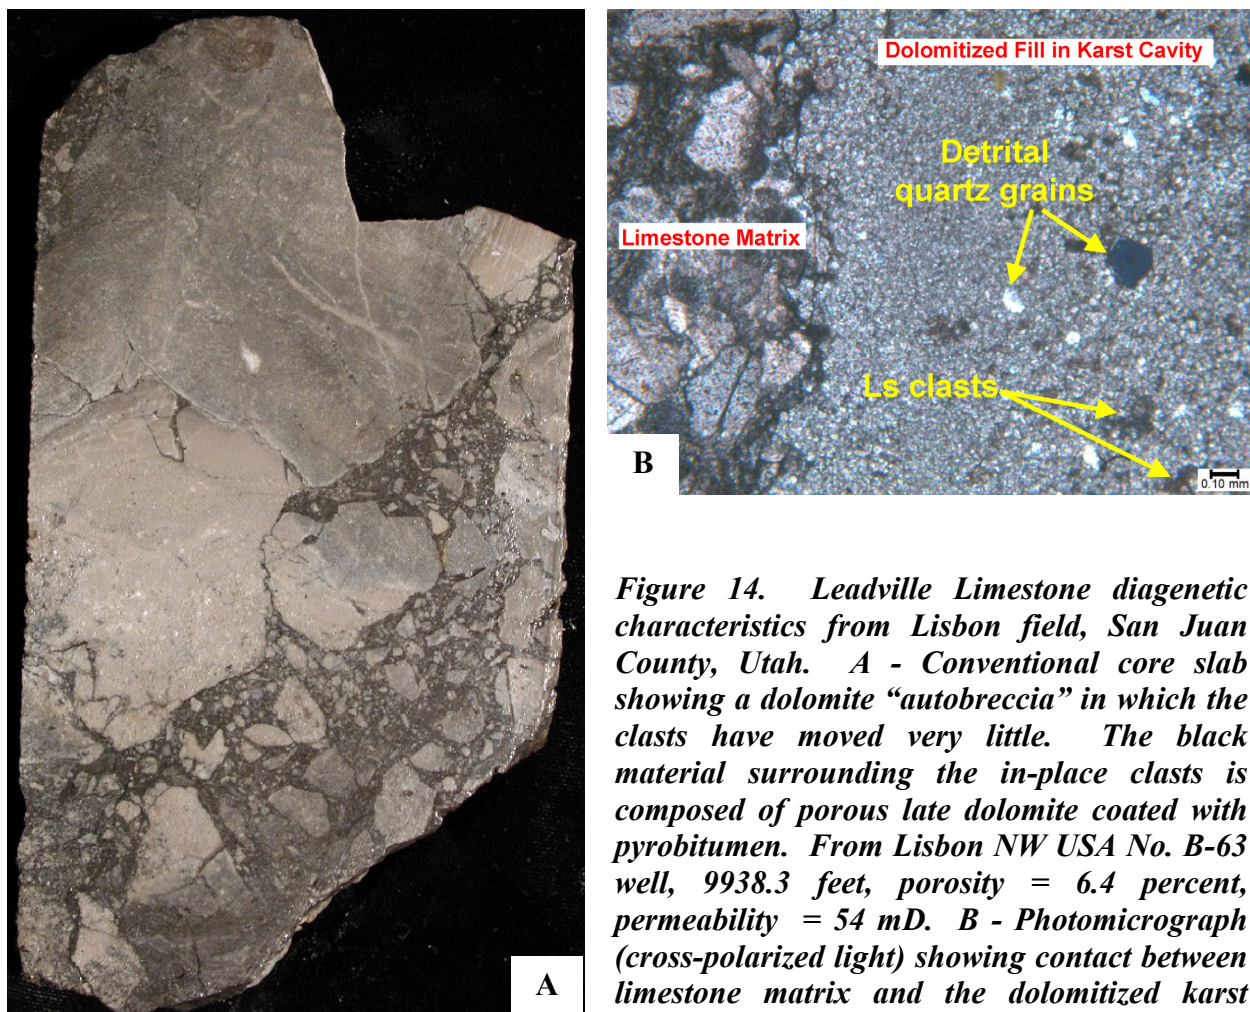 A
Dolomitized Fill in Karst Cavity
Detrital
quartz grains
Limestone Matrix
Ls clasts
B
0.10 mm
Figure 14. Leadville Limestone diagenetic
characteristics from Lisbon field, San Juan
County, Utah. A - Conventional core slab
showing a dolomite “autobreccia” in which the
clasts have moved very little. The black
material surrounding the in-place clasts is
composed of porous late dolomite coated with
pyrobitumen. From Lisbon NW USA No. B-63
well, 9938.3 feet, porosity = 6.4 percent,
permeability = 54 mD. B - Photomicrograph
(cross-polarized light) showing contact between
limestone matrix and the dolomitized karst